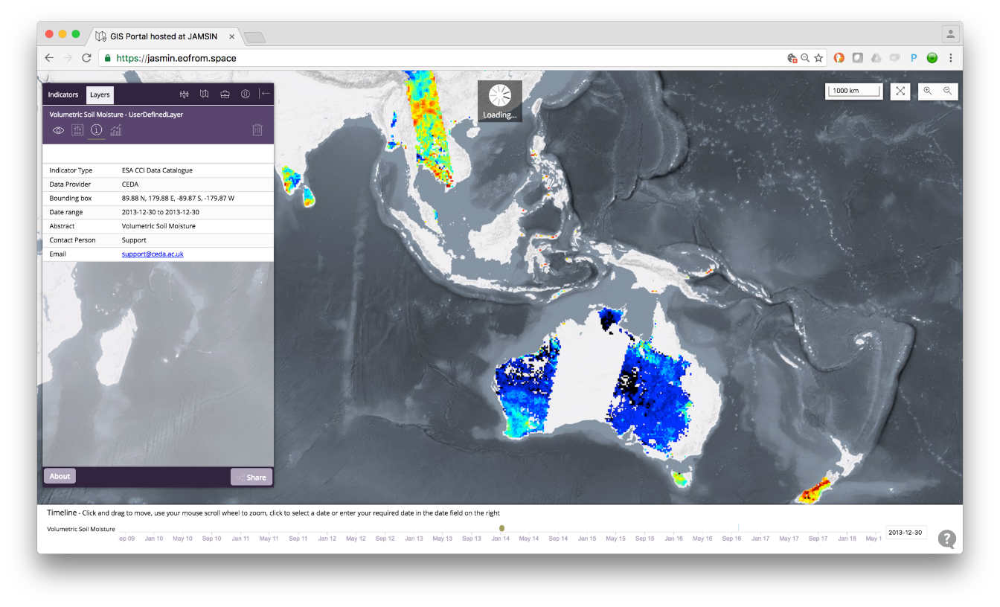 GIS Portal hosted at JAMSIN
https://jasmin.eofrom.space
Indicators Layers
Loading...
1000 km
Volumetric Soil Moisture - UserDefinedLayer
Indicator Type ESA CCI Data Catalogue
Data Provider CEDA
Bounding box 89.88 N, 179.88 E, -89.87 S, -179.87 W
Date range 2013-12-30 to 2013-12-30
Abstract Volumetric Soil Moisture
Contact Person Support
Email support@ceda.ac.uk
About Share
Timeline - Click and drag to move, use your mouse scroll wheel to zoom, click to select a date or enter your required date in the date field on the right
Volumetric Soil Moisture
ep 09 Jan 10 May 10 Sep 10 Jan 11 May 11 Sep 11 Jan 12 May 12 Sep 12 Jan 13 May 13 Sep 13 Jan 14 May 14 Sep 14 Jan 15 May 15 Sep 15 Jan 16 May 16 Sep 16 Jan 17 May 17 Sep 17 Jan 18 May 1
2013-12-30
?